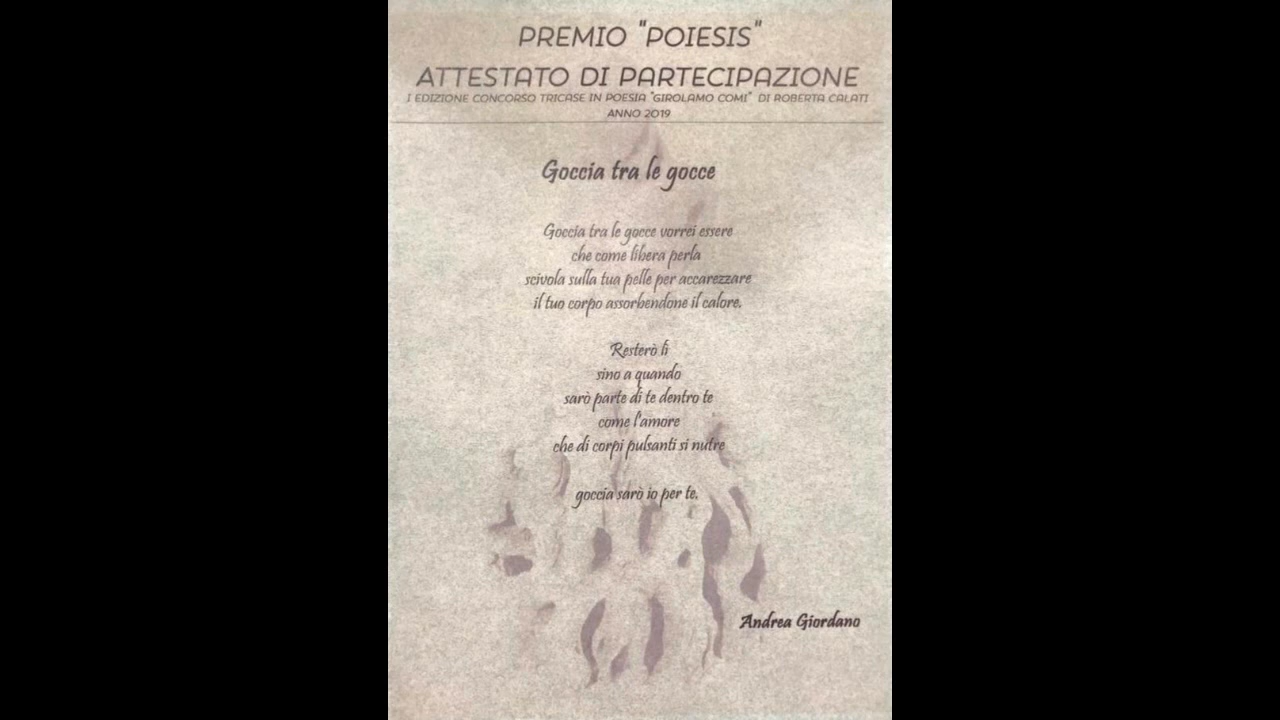 PREMIO "POIESIS"
ATTESTATO DI PARTECIPAZIONE
I EDIZIONE CONCORSO TRICASE IN POESIA "GIROLAMO COMI" DI ROBERTA CALATI
ANNO 2019
Goccia tra le gocce
Goccia tra le gocce vorrei essere
che come libera perla
scivola sulla tua pelle per accarezzare
il tuo corpo assorbendone il calore.
Resterò lì
sino a quando
sarò parte di te dentro te
come l'amore
che di corpi pulsanti si nutre
goccia sarò io per te.
Andrea Giordano